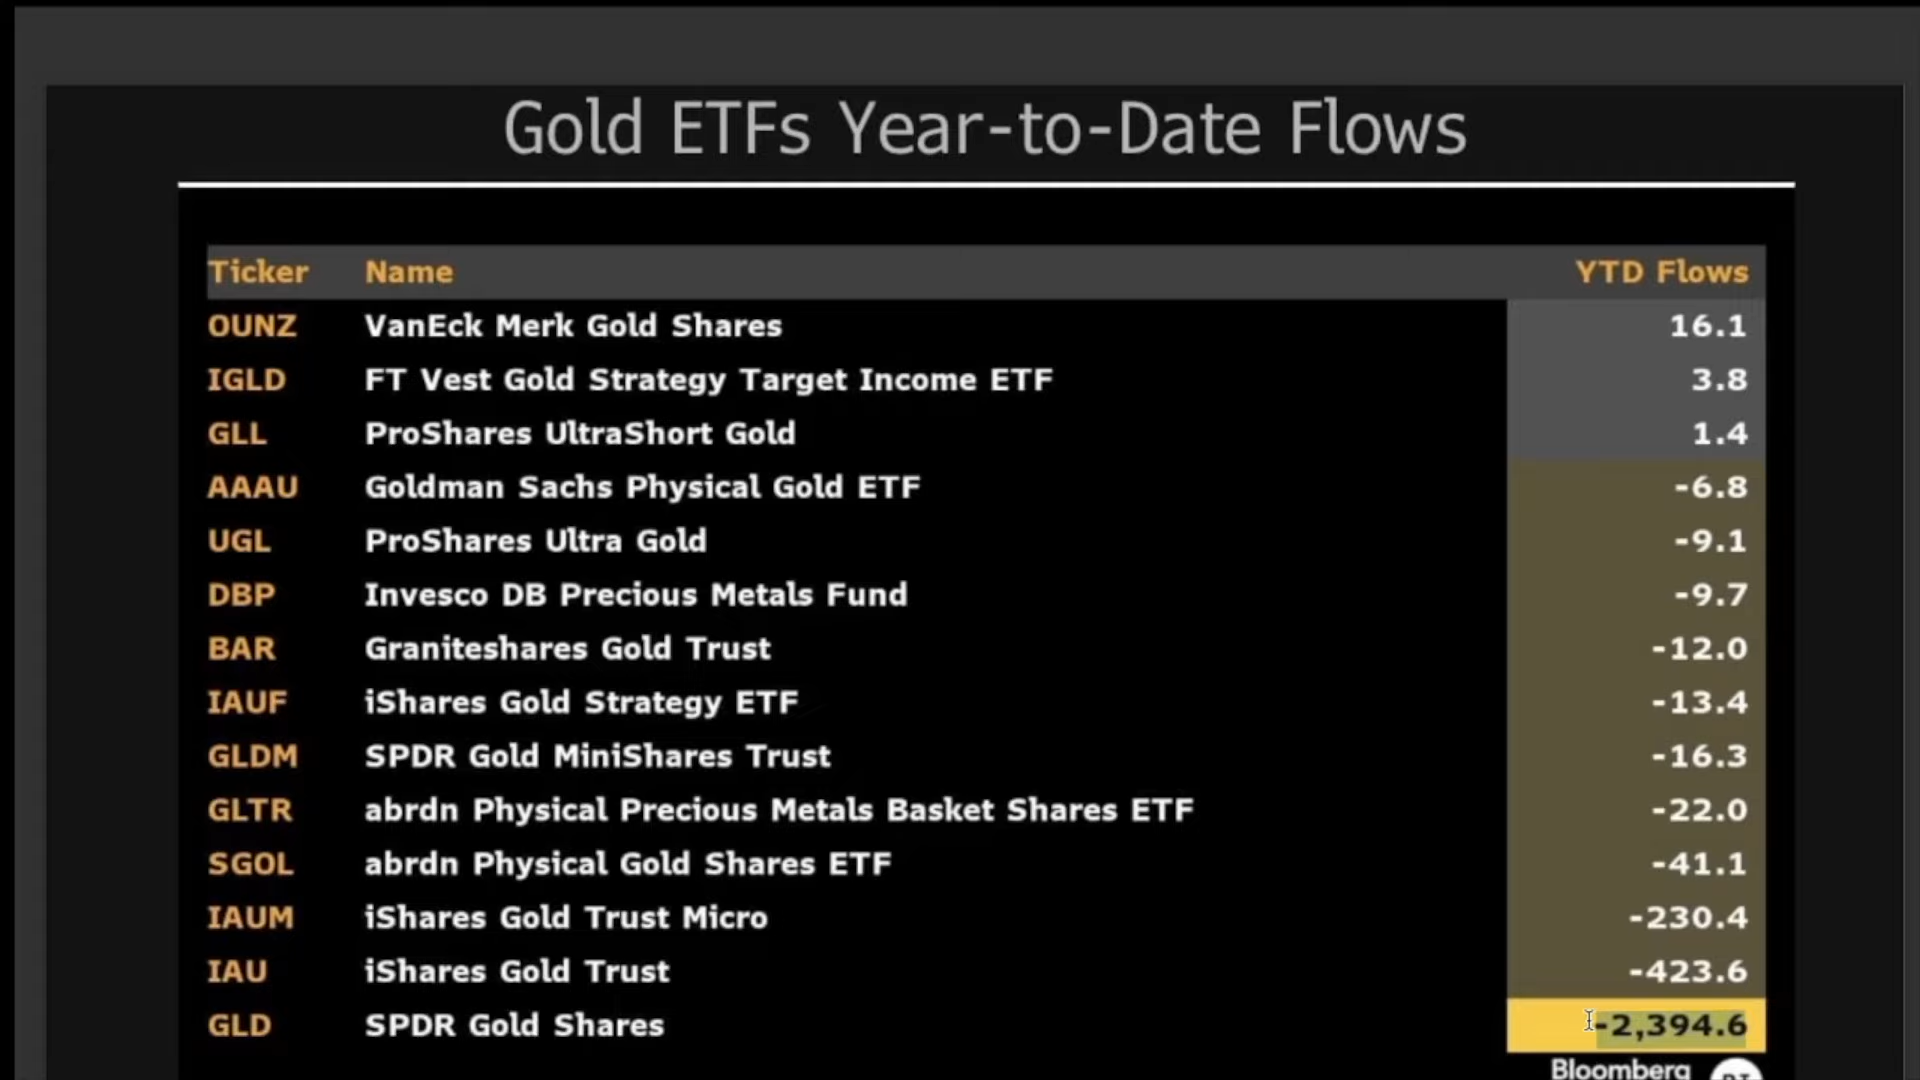 Gold ETFs Year-to-Date Flows
Ticker Name YTD Flows
OUNZ VanEck Merk Gold Shares 16.1
IGLD FT Vest Gold Strategy Target Income ETF 3.8
GLL ProShares UltraShort Gold 1.4
AAAU Goldman Sachs Physical Gold ETF -6.8
UGL ProShares Ultra Gold -9.1
DBP Invesco DB Precious Metals Fund -9.7
BAR Graniteshares Gold Trust -12.0
IAUF iShares Gold Strategy ETF -13.4
GLDM SPDR Gold MiniShares Trust -16.3
GLTR abrdn Physical Precious Metals Basket Shares ETF -22.0
SGOL abrdn Physical Gold Shares ETF -41.1
IAUM iShares Gold Trust Micro -230.4
IAU iShares Gold Trust -423.6
GLD SPDR Gold Shares -2,394.6
Bloomberg